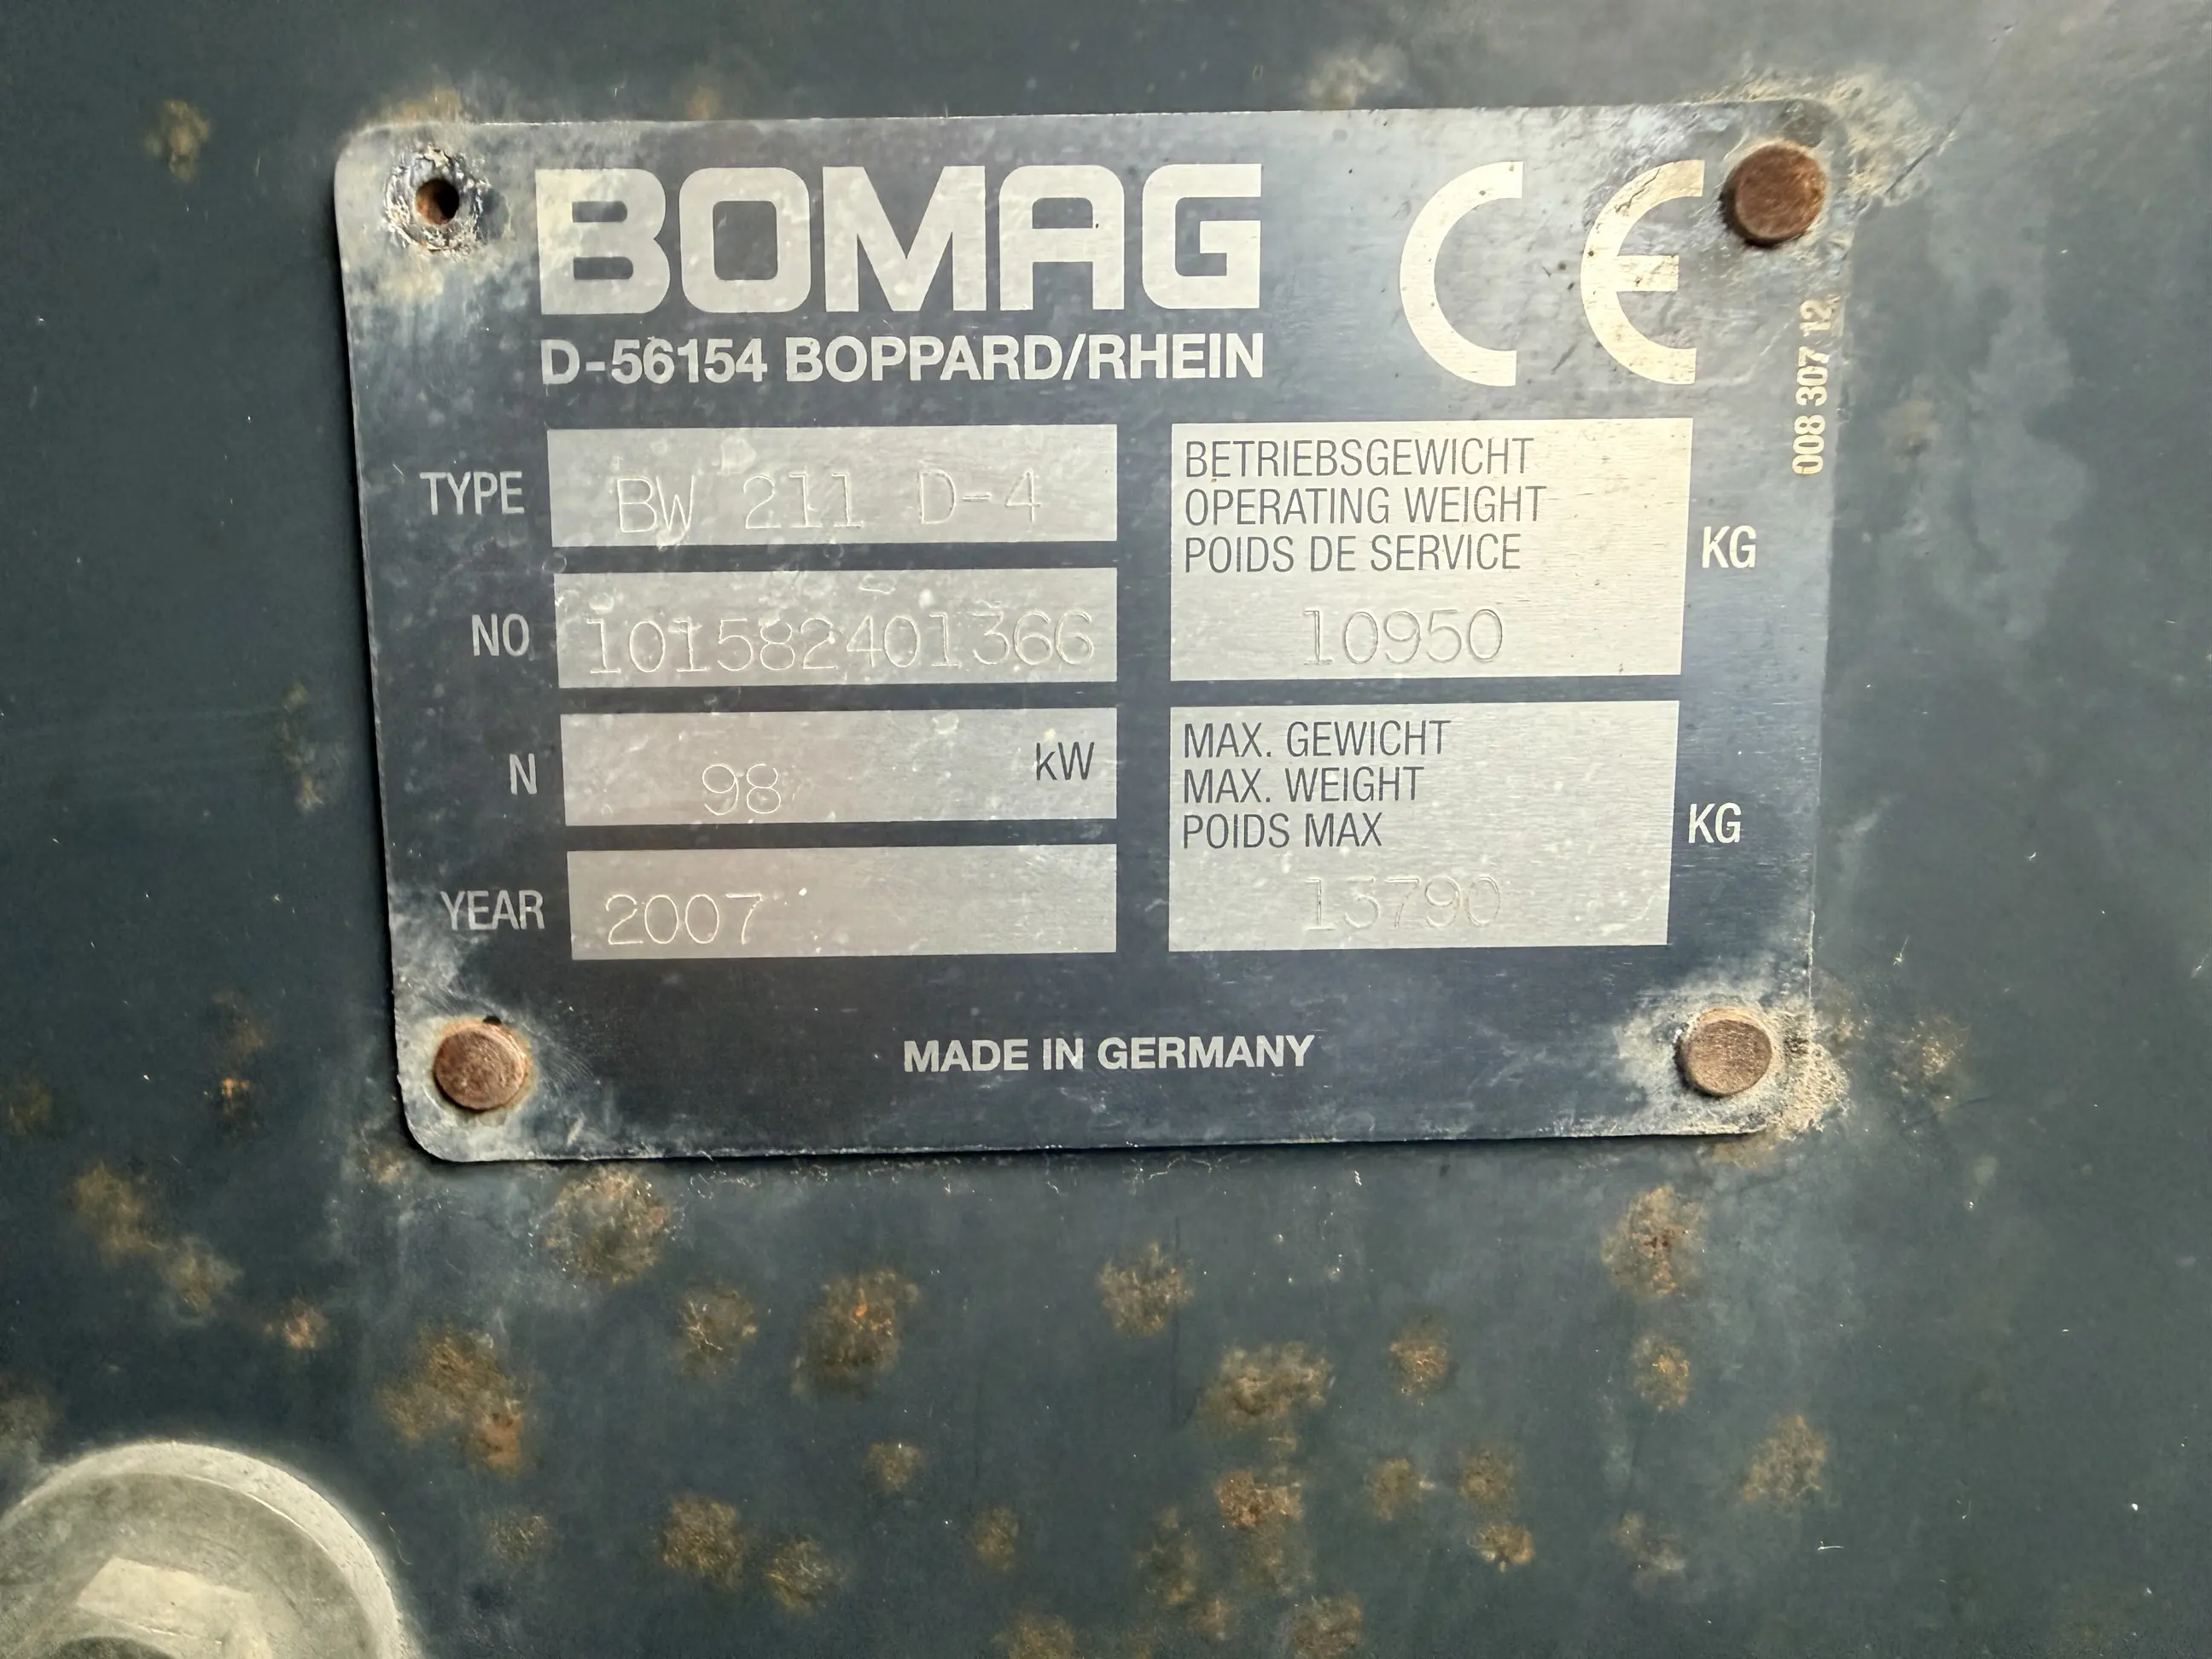 BOMAG
CE
D-56154 BOPPARD/RHEIN
008 307 12
TYPE BW 211 D-4
NO 101582401366
N 98 kW
YEAR 2007
BETRIEBSGEWICHT
OPERATING WEIGHT
POIDS DE SERVICE
10950 KG
MAX. GEWICHT
MAX. WEIGHT
POIDS MAX
KG
MADE IN GERMANY